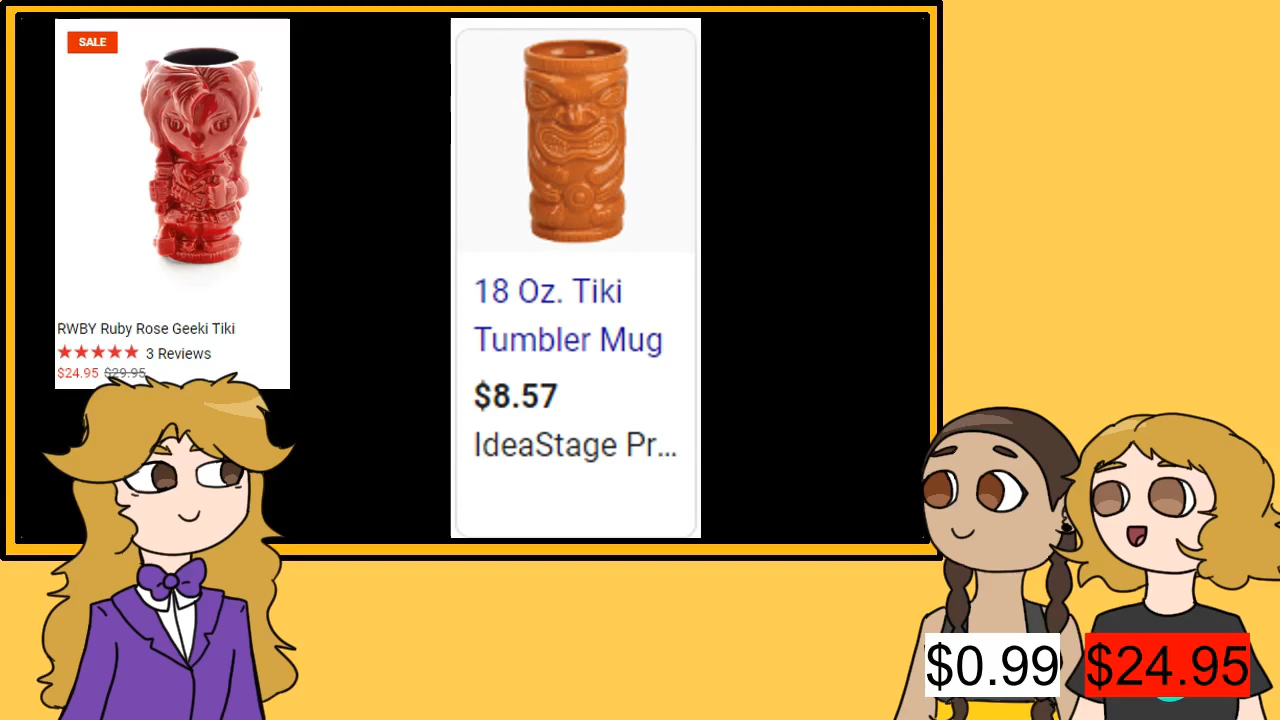 SALE
RWBY Ruby Rose Geeki Tiki
3 Reviews
$24.95 $29.95
18 Oz. Tiki
Tumbler Mug
$8.57
IdeaStage Pr...
$0.99
$24.95